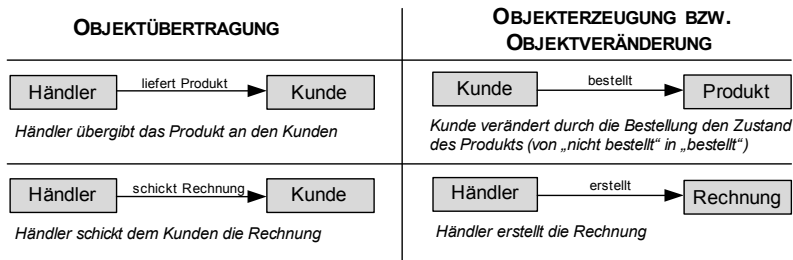 OBJEKTÜBERTRAGUNG
OBJEKTERZEUGUNG BZW.
OBJEKTVERÄNDERUNG
Händler
liefert Produkt
Kunde
Händler übergibt das Produkt an den Kunden
Kunde
bestellt
Produkt
Kunde verändert durch die Bestellung den Zustand
des Produkts (von „nicht bestellt“ in „bestellt“)
Händler
schickt Rechnung
Kunde
Händler schickt dem Kunden die Rechnung
Händler
erstellt
Rechnung
Händler erstellt die Rechnung